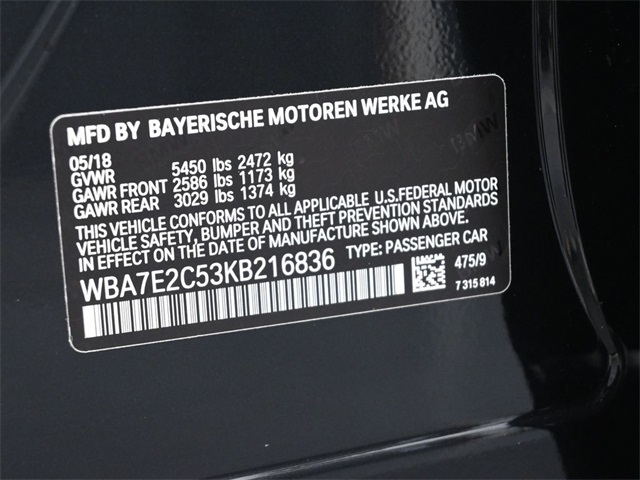 MFD BY BAYERISCHE MOTOREN WERKE AG
05/18
GVWR 5450 lbs 2472 kg
GAWR FRONT 2586 lbs 1173 kg
GAWR REAR 3029 lbs 1374 kg
THIS VEHICLE CONFORMS TO ALL APPLICABLE U.S.FEDERAL MOTOR
VEHICLE SAFETY, BUMPER AND THEFT PREVENTION STANDARDS
IN EFFECT ON THE DATE OF MANUFACTURE SHOWN ABOVE.
WBA7E2C53KB216836 TYPE: PASSENGER CAR
475/9
7 315 814